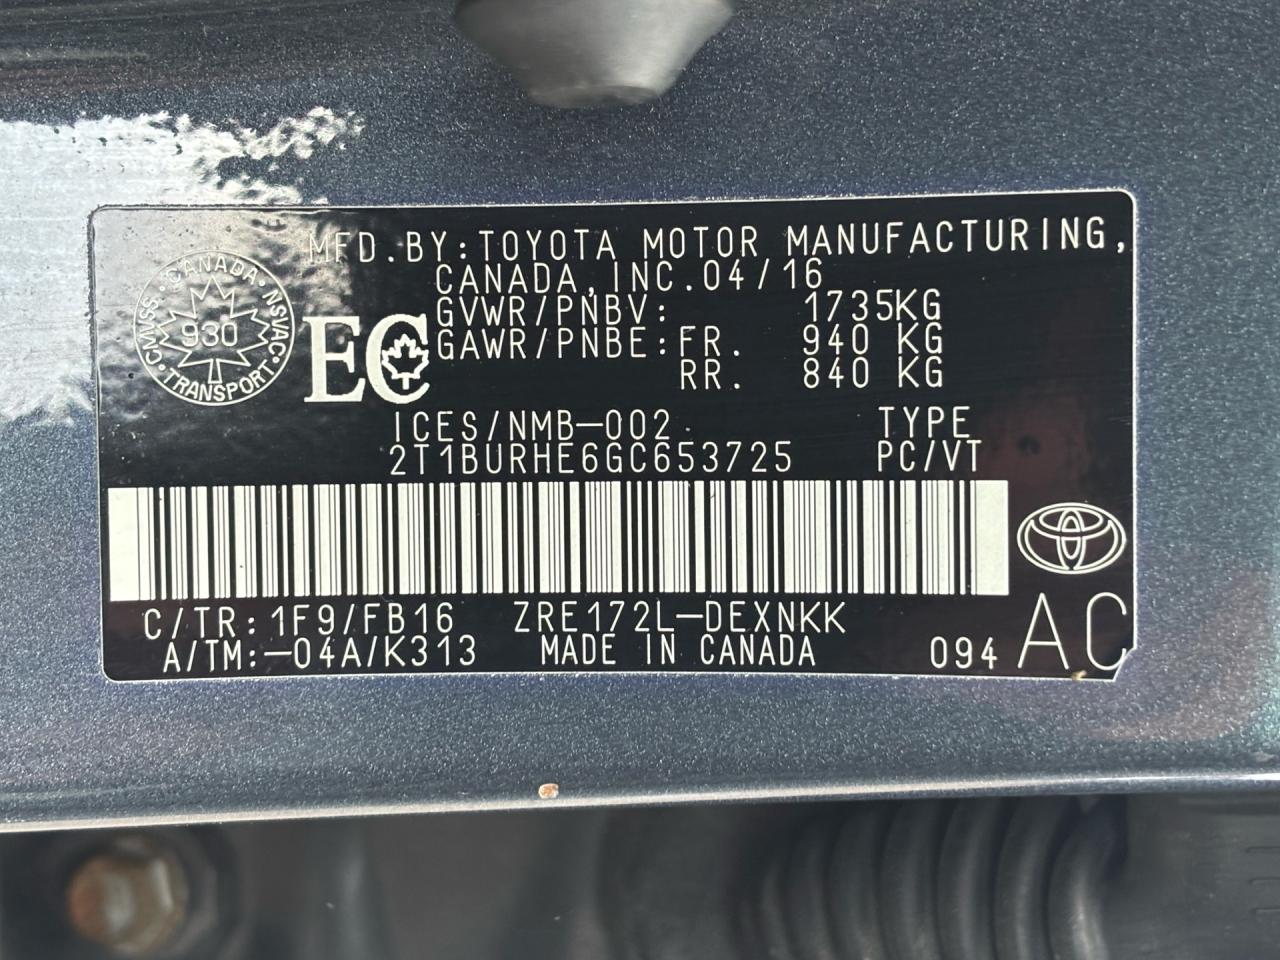 MFD. BY: TOYOTA MOTOR MANUFACTURING,
CANADA, INC. 04/16
GVWR/PNBV: 1735KG
GAWR/PNBE: FR. 940 KG
RR. 840 KG
CANADA
CMVSS 930 NSVAC
TRANSPORT
EC
ICES/NMB-002 TYPE
2T1BURHE6GC653725 PC/VT
C/TR: 1F9/FB16 ZRE172L-DEXNKK
A/TM:-04A/K313 MADE IN CANADA 094 AC